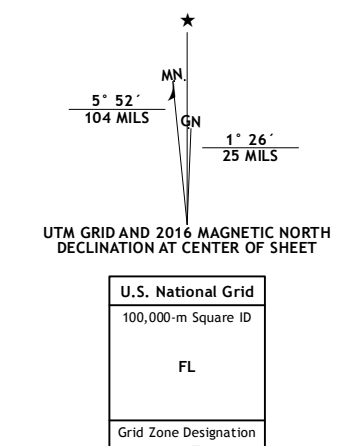 ★
MN
5° 52´
104 MILS
GN
1° 26´
25 MILS
UTM GRID AND 2016 MAGNETIC NORTH
DECLINATION AT CENTER OF SHEET
U.S. National Grid
100,000-m Square ID
FL
Grid Zone Designation